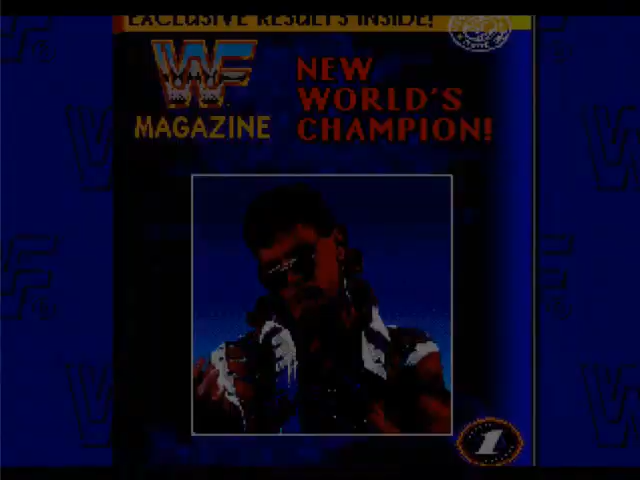 EXCLUSIVE RESULTS INSIDE!
WF
MAGAZINE
NEW
WORLD'S
CHAMPION!
1